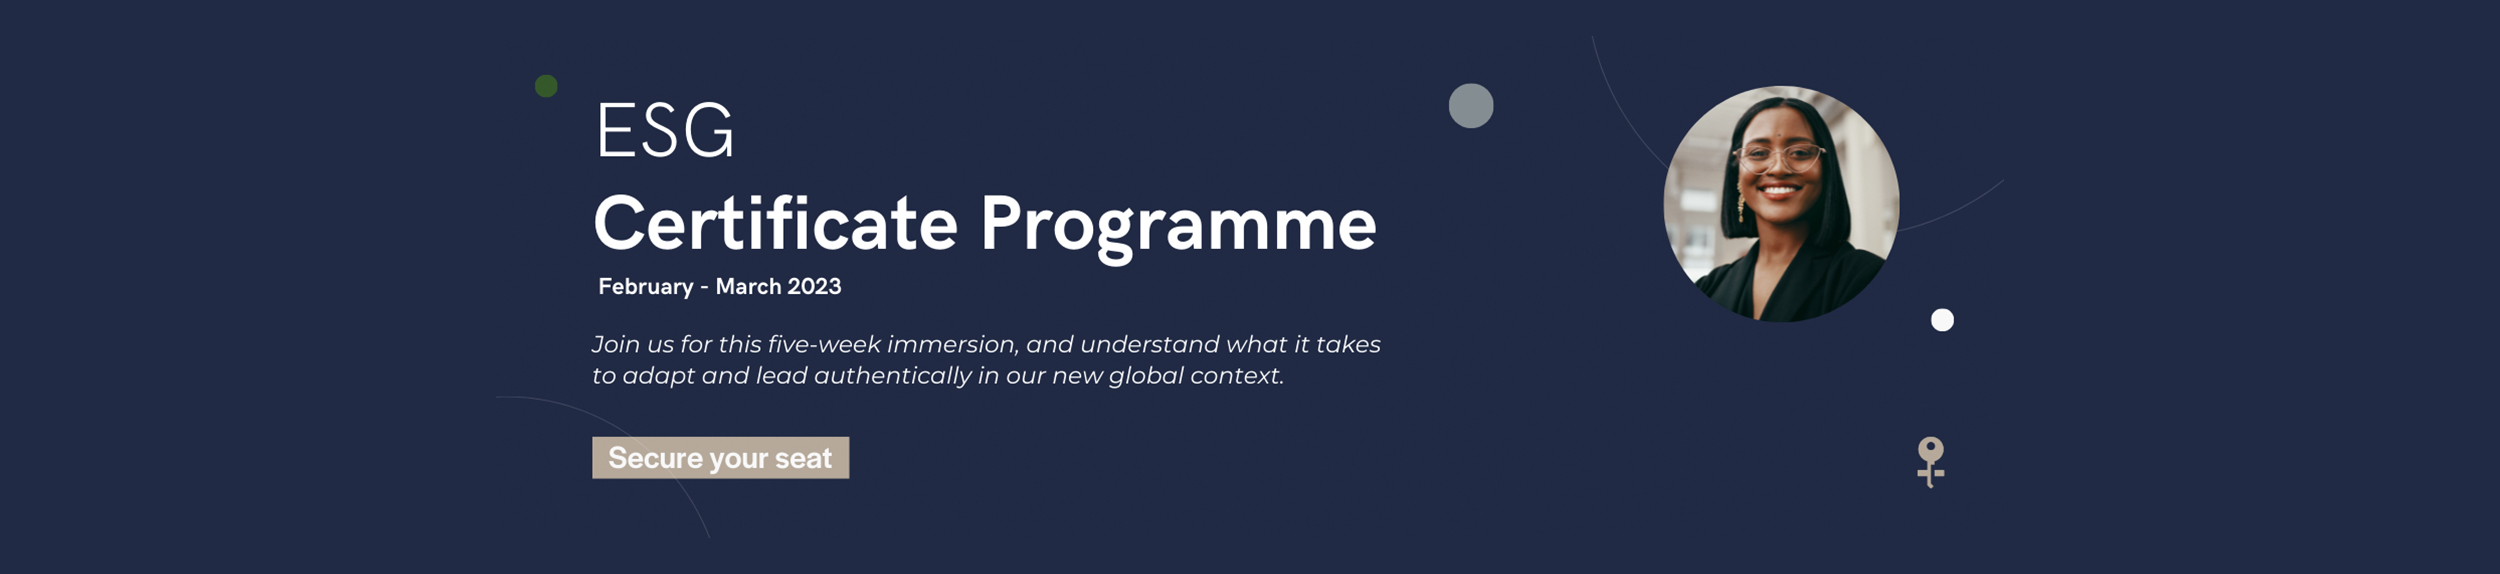 ESG
Certificate Programme
February - March 2023
Join us for this five-week immersion, and understand what it takes
to adapt and lead authentically in our new global context.
Secure your seat